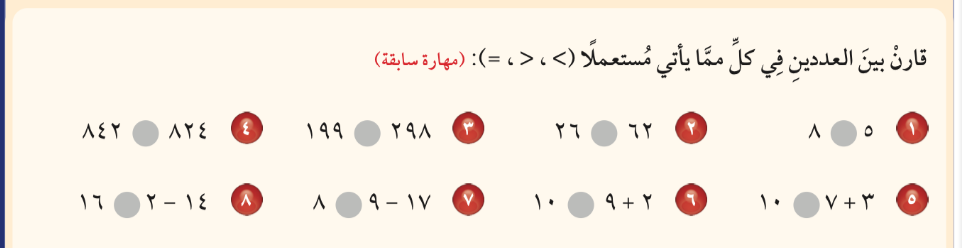 قارنْ بينَ العددينِ فِي كلِّ ممَّا يأتي مُستعملًا (> ، < ، =): (مهارة سابقة)
١ ٥ ٨ ٢ ٦٢ ٢٦ ٣ ٢٩٨ ١٩٩ ٤ ٨٢٤ ٨٤٢
٥ ٣ + ٧ ١٠ ٦ ٢ + ٩ ١٠ ٧ ١٧ – ٩ ٨ ٨ ١٤ – ٢ ١٦